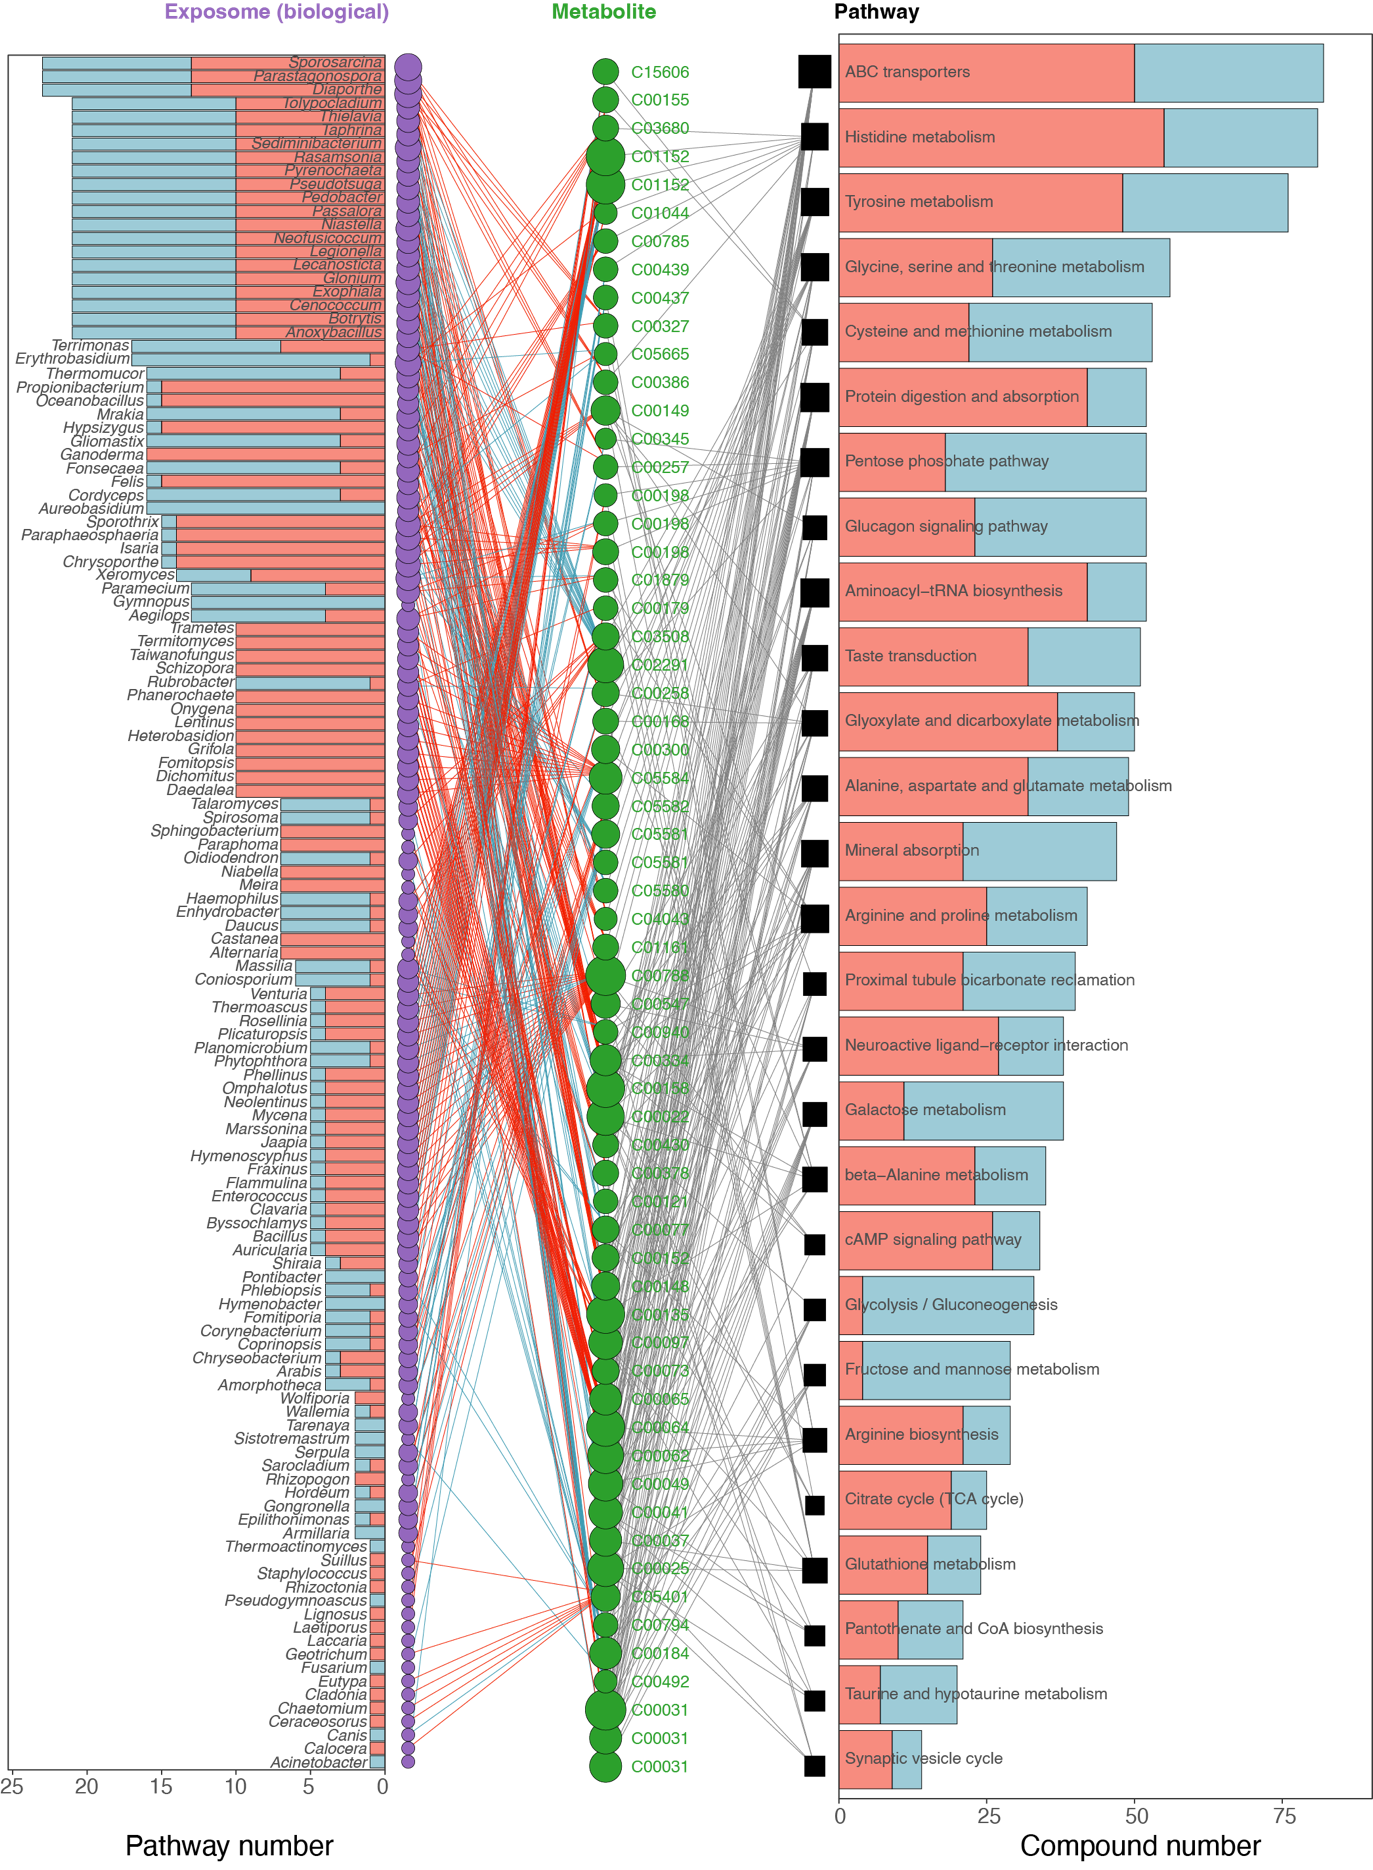 Exposome (biological)
Metabolite
Pathway
Sporosarcina
Parastagonospora
Diaporthe
Tolypocladium
Thielavia
Taphrina
Sediminibacterium
Rasamsonia
Pyrenochaeta
Pseudotsuga
Pedobacter
Passalora
Niastella
Neofusicoccum
Legionella
Lecanosticta
Glonium
Exophiala
Cenococcum
Botrytis
Anoxybacillus
Terrimonas
Erythrobasidium
Thermomucor
Propionibacterium
Oceanobacillus
Mrakia
Hypsizygus
Gliomastix
Ganoderma
Fonsecaea
Felis
Cordyceps
Aureobasidium
Sporothrix
Paraphaeosphaeria
Isaria
Chrysoporthe
Xeromyces
Paramecium
Gymnopus
Aegilops
Trametes
Termitomyces
Taiwanofungus
Schizopora
Rubrobacter
Phanerochaete
Onygena
Lentinus
Heterobasidion
Grifola
Fomitopsis
Dichomitus
Daedalea
Talaromyces
Spirosoma
Sphingobacterium
Paraphoma
Oidiodendron
Niabella
Meira
Haemophilus
Enhydrobacter
Daucus
Castanea
Alternaria
Massilia
Coniosporium
Venturia
Thermoascus
Rosellinia
Plicaturopsis
Planomicrobium
Phytophthora
Phellinus
Omphalotus
Neolentinus
Mycena
Marssonina
Jaapia
Hymenoscyphus
Fraxinus
Flammulina
Enterococcus
Clavaria
Byssochlamys
Bacillus
Auricularia
Shiraia
Pontibacter
Phlebiopsis
Hymenobacter
Fomitiporia
Corynebacterium
Coprinopsis
Chryseobacterium
Arabis
Amorphotheca
Wolfiporia
Wallemia
Tarenaya
Sistotremastrum
Serpula
Sarocladium
Rhizopogon
Hordeum
Gongronella
Epilithonimonas
Armillaria
Thermoactinomyces
Suillus
Staphylococcus
Rhizoctonia
Pseudogymnoascus
Lignosus
Laetiporus
Laccaria
Geotrichum
Fusarium
Eutypa
Cladonia
Chaetomium
Ceraceosorus
Canis
Calocera
Acinetobacter
25 20 15 10 5 0
Pathway number
C15606
C00155
C03680
C01152
C01152
C01044
C00785
C00439
C00437
C00327
C05665
C00386
C00149
C00345
C00257
C00198
C00198
C00198
C01879
C00179
C03508
C02291
C00258
C00168
C00300
C05584
C05582
C05581
C05581
C05580
C04043
C01161
C00788
C00547
C00940
C00334
C00158
C00022
C00430
C00378
C00121
C00077
C00152
C00148
C00135
C00097
C00073
C00065
C00064
C00062
C00049
C00041
C00037
C00025
C05401
C00794
C00184
C00492
C00031
C00031
C00031
ABC transporters
Histidine metabolism
Tyrosine metabolism
Glycine, serine and threonine metabolism
Cysteine and methionine metabolism
Protein digestion and absorption
Pentose phosphate pathway
Glucagon signaling pathway
Aminoacyl−tRNA biosynthesis
Taste transduction
Glyoxylate and dicarboxylate metabolism
Alanine, aspartate and glutamate metabolism
Mineral absorption
Arginine and proline metabolism
Proximal tubule bicarbonate reclamation
Neuroactive ligand−receptor interaction
Galactose metabolism
beta−Alanine metabolism
cAMP signaling pathway
Glycolysis / Gluconeogenesis
Fructose and mannose metabolism
Arginine biosynthesis
Citrate cycle (TCA cycle)
Glutathione metabolism
Pantothenate and CoA biosynthesis
Taurine and hypotaurine metabolism
Synaptic vesicle cycle
0 25 50 75
Compound number